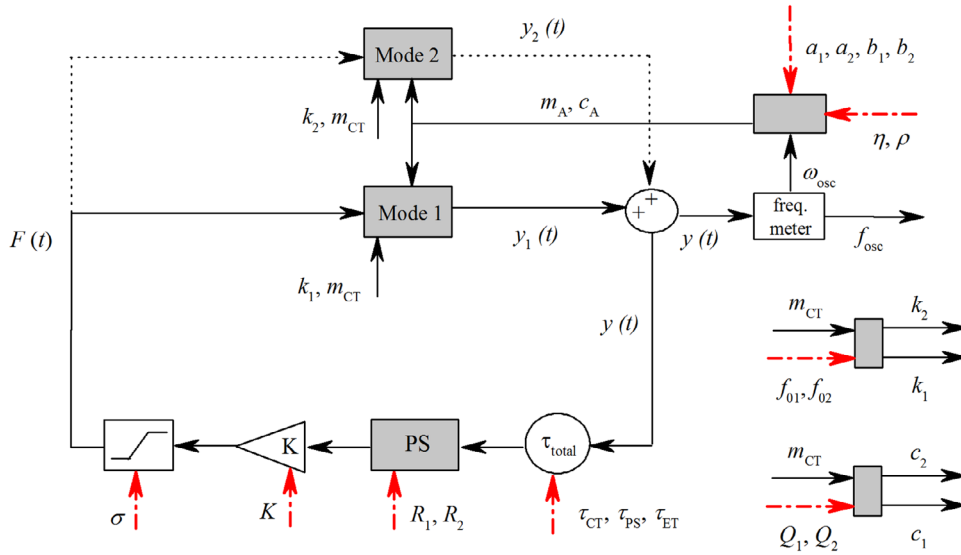 y₂ (t)
a₁, a₂, b₁, b₂
Mode 2
k₂, m_CT
m_A, c_A
η, ρ
ω_osc
Mode 1
+ +
freq.
meter
F (t)
y₁ (t)
y(t)
f_osc
k₁, m_CT
y (t)
m_CT
k₂
f₀₁, f₀₂
k₁
K
PS
τ_total
m_CT
c₂
σ
K
R₁, R₂
τ_CT, τ_PS, τ_ET
Q₁, Q₂
c₁